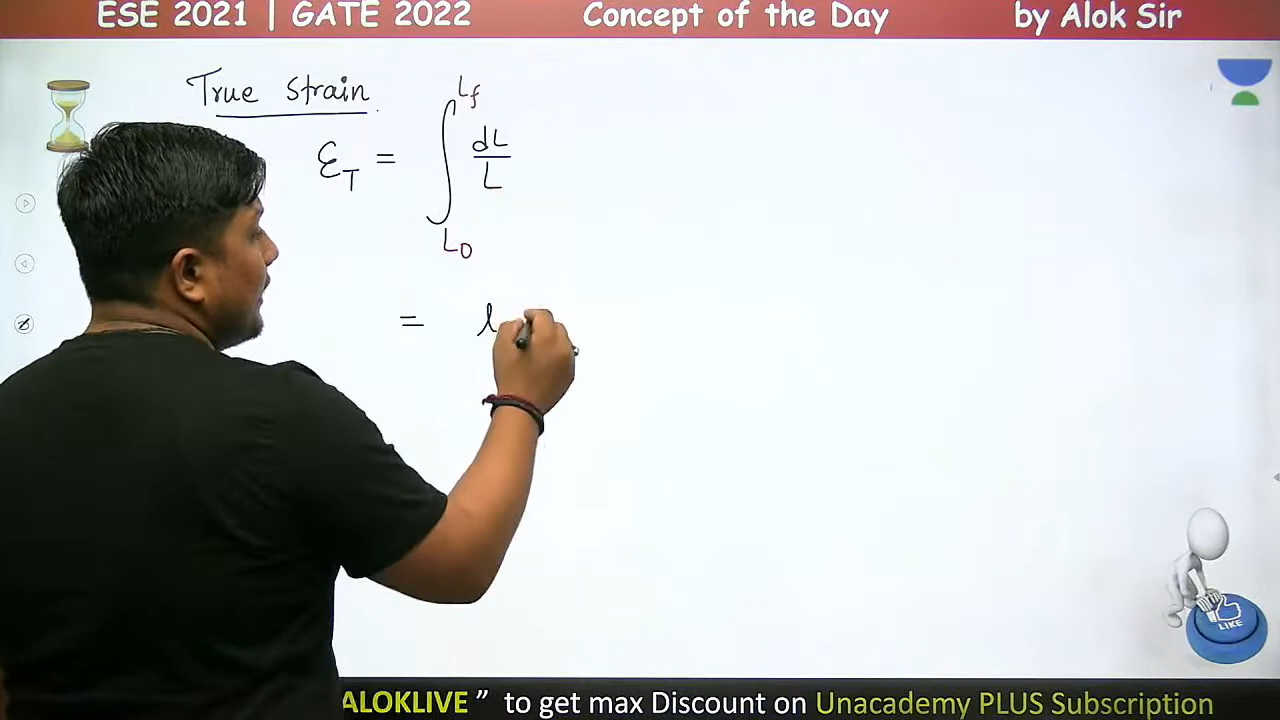 ESE 2021 | GATE 2022 Concept of the Day by Alok Sir
True Strain
ε_T = ∫_{L_0}^{L_f} dL/L
= l
LIKE
ALOKLIVE ” to get max Discount on Unacademy PLUS Subscription